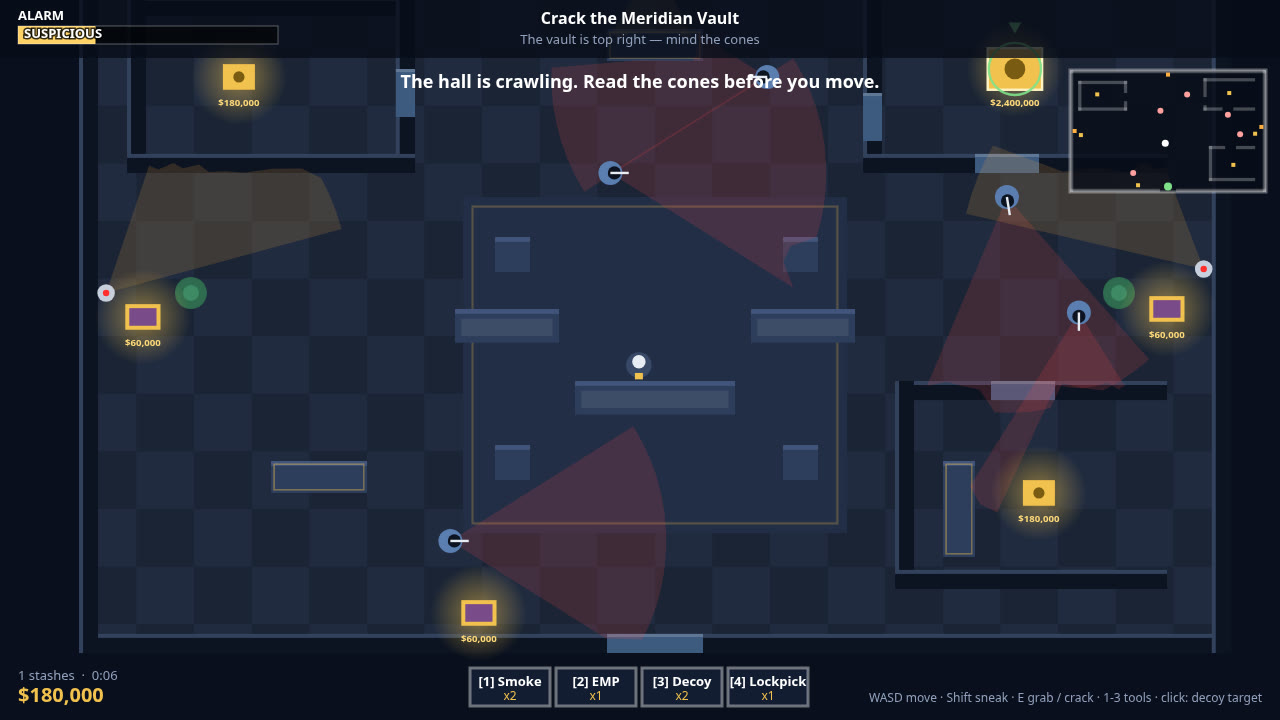 ALARM
SUSPICIOUS
Crack the Meridian Vault
The vault is top right — mind the cones
The hall is crawling. Read the cones before you move.
$180,000
$2,400,000
$60,000
$60,000
$180,000
$60,000
1 stashes · 0:06
$180,000
[1] Smoke
x2
[2] EMP
x1
[3] Decoy
x2
[4] Lockpick
x1
WASD move · Shift sneak · E grab / crack · 1-3 tools · click: decoy target